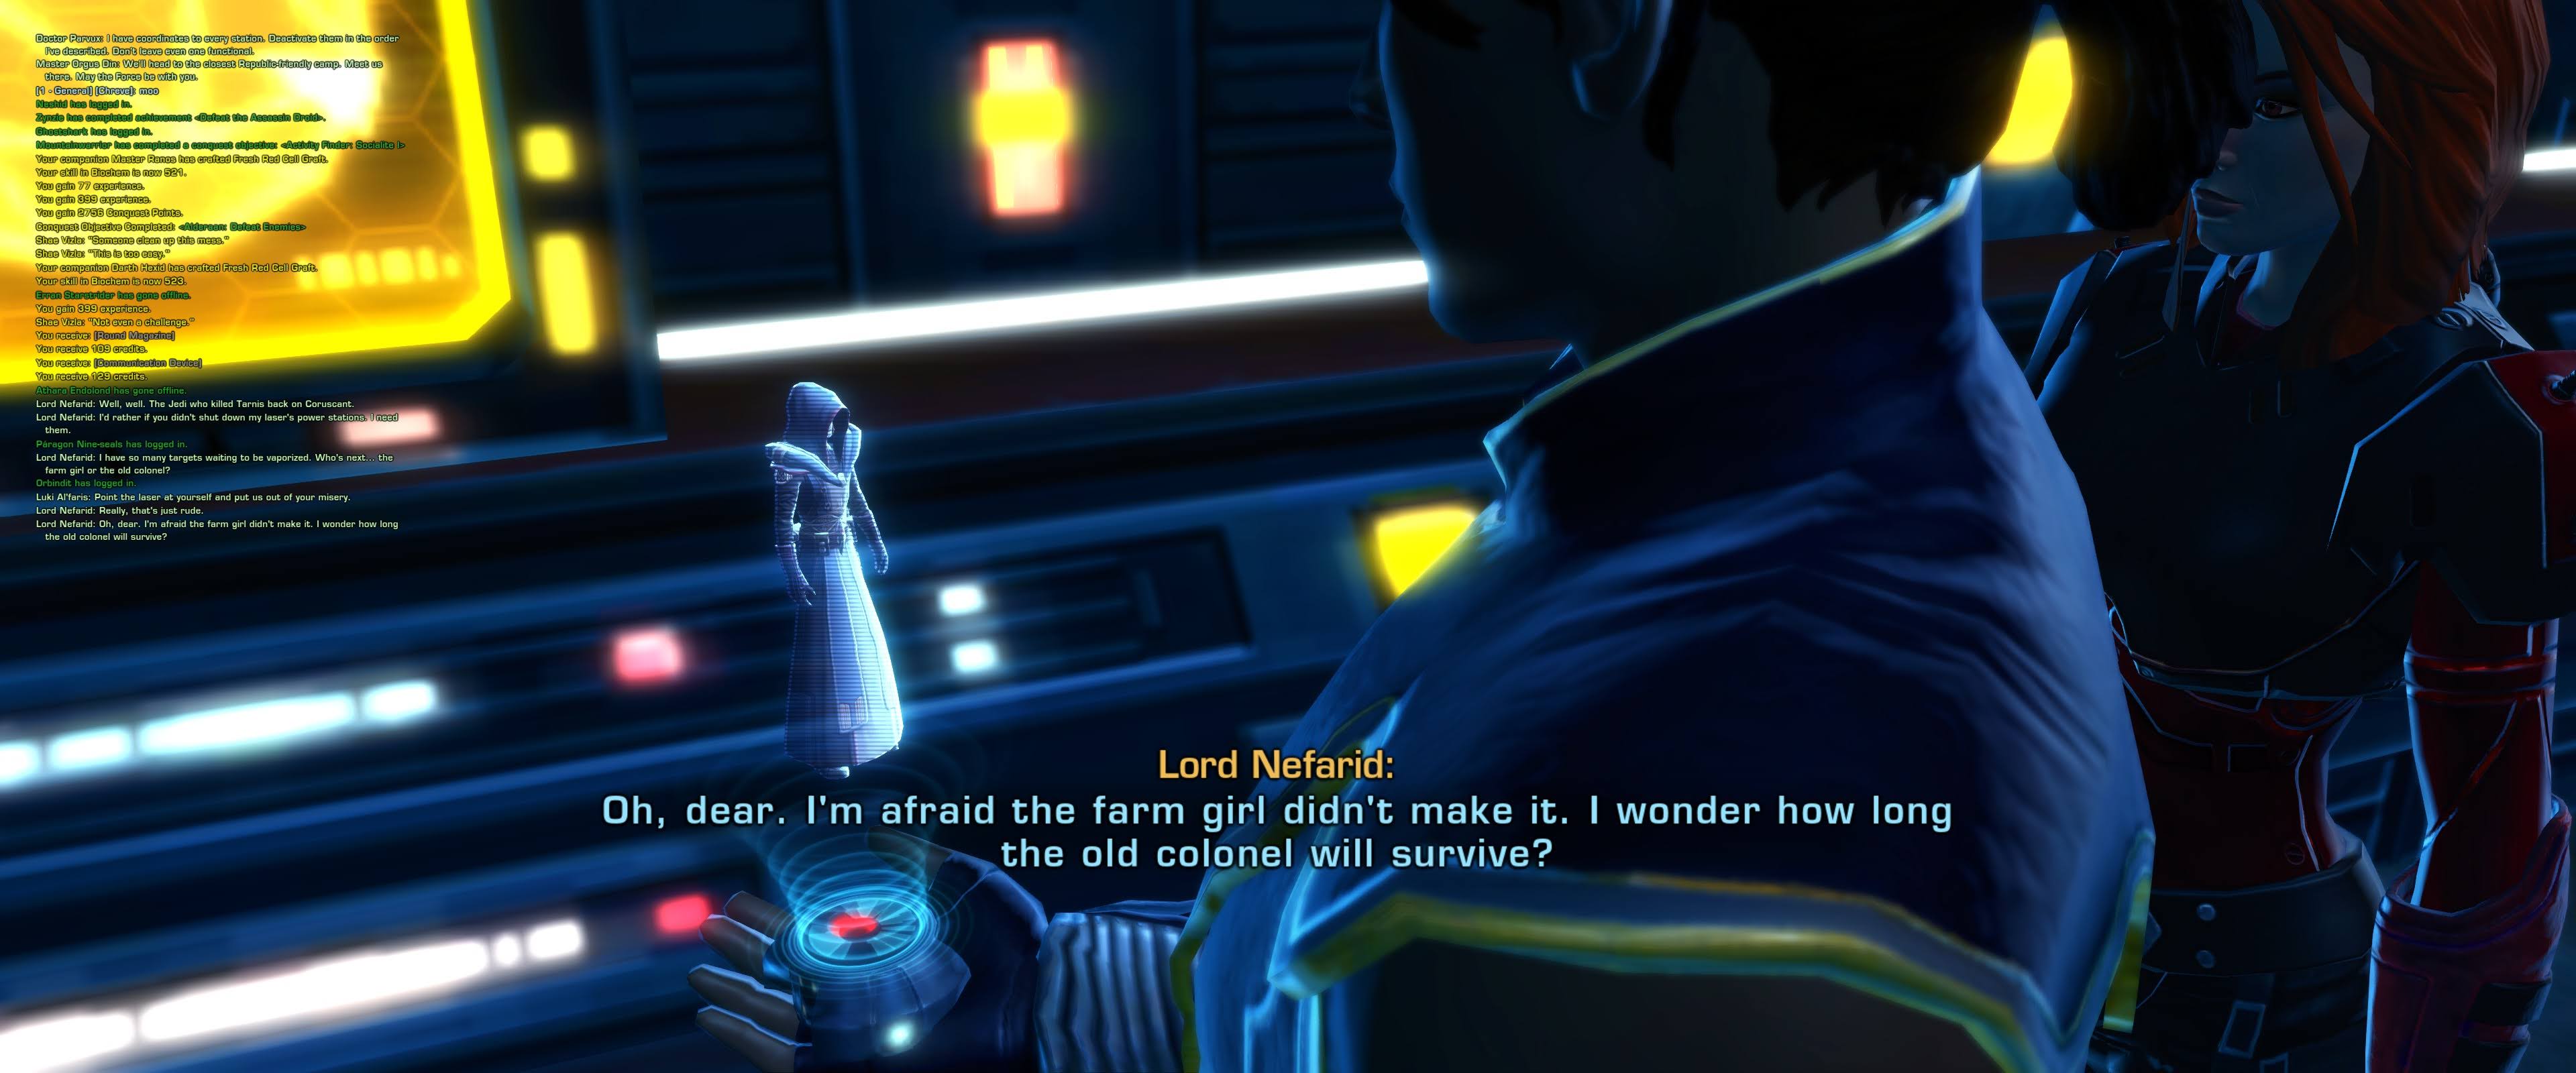 Doctor Parvux: I have coordinates to every station. Deactivate them in the order
I've described. Don't leave even one functional.
Master Orgus Din: We'll head to the closest Republic-friendly camp. Meet us
there. May the Force be with you.
[1 - General] [Chreve]: moo
Neshid has logged in.
Zynzie has completed achievement <Defeat the Assassin Droid>.
Ghostshark has logged in.
Mountainwarrior has completed a conquest objective: <Activity Finder: Socialite I>
Your companion Master Ranos has crafted Fresh Red Cell Graft.
Your skill in Biochem is now 521.
You gain 77 experience.
You gain 399 experience.
You gain 2756 Conquest Points.
Conquest Objective Completed: <Alderaan: Defeat Enemies>
Shae Vizla: "Someone clean up this mess."
Shae Vizla: "This is too easy."
Your companion Darth Hexid has crafted Fresh Red Cell Graft.
Your skill in Biochem is now 523.
Erran Starstrider has gone offline.
You gain 399 experience.
Shae Vizla: "Not even a challenge."
You receive: [Round Magazine]
You receive 109 credits.
You receive: [Communication Device]
You receive 129 credits.
Athara Endolond has gone offline.
Lord Nefarid: Well, well. The Jedi who killed Tarnis back on Coruscant.
Lord Nefarid: I'd rather if you didn't shut down my laser's power stations. I need
them.
Páragon Nine-seals has logged in.
Lord Nefarid: I have so many targets waiting to be vaporized. Who's next... the
farm girl or the old colonel?
Orbindit has logged in.
Luki Al'faris: Point the laser at yourself and put us out of your misery.
Lord Nefarid: Really, that's just rude.
Lord Nefarid: Oh, dear. I'm afraid the farm girl didn't make it. I wonder how long
the old colonel will survive?
Lord Nefarid:
Oh, dear. I'm afraid the farm girl didn't make it. I wonder how long
the old colonel will survive?